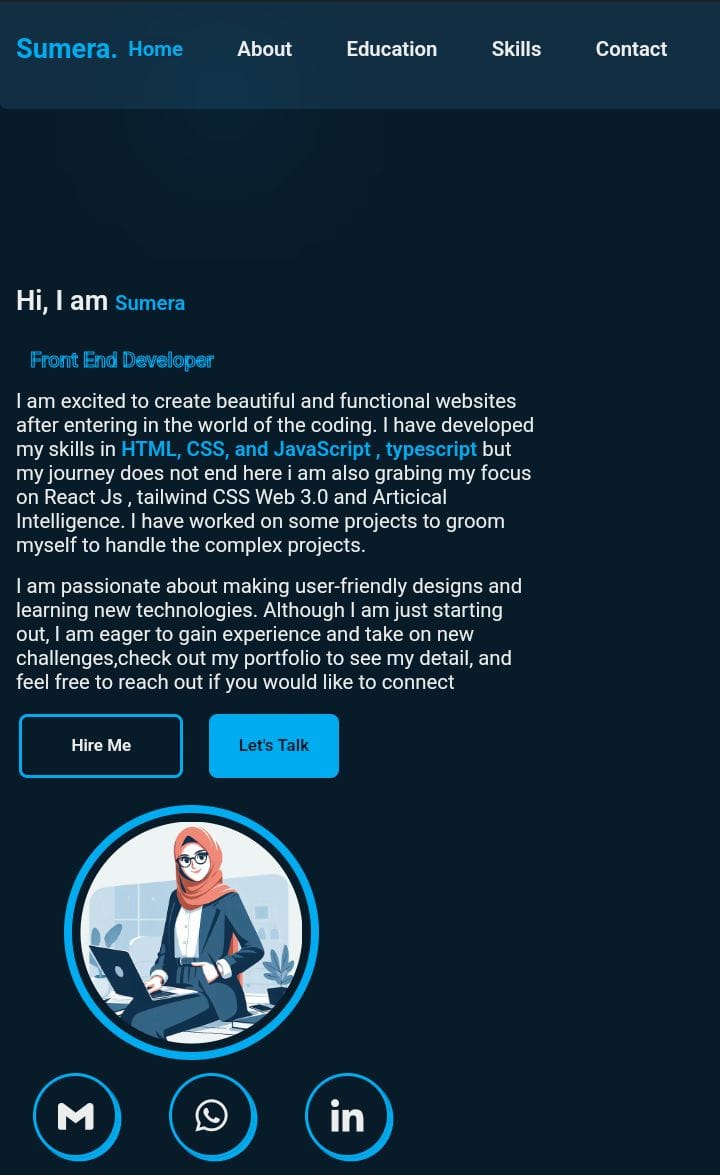 Sumera. Home About Education Skills Contact
Hi, I am Sumera
Front End Developer
I am excited to create beautiful and functional websites
after entering in the world of the coding. I have developed
my skills in HTML, CSS, and JavaScript , typescript but
my journey does not end here i am also grabing my focus
on React Js , tailwind CSS Web 3.0 and Articical
Intelligence. I have worked on some projects to groom
myself to handle the complex projects.
I am passionate about making user-friendly designs and
learning new technologies. Although I am just starting
out, I am eager to gain experience and take on new
challenges,check out my portfolio to see my detail, and
feel free to reach out if you would like to connect
Hire Me Let's Talk
in